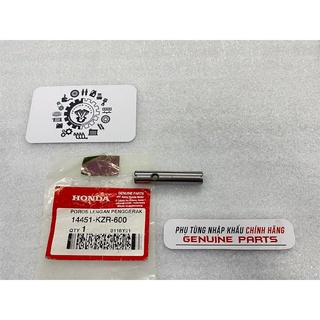 HONDA
GENUINE
PARTS
POROS LENGAN PENGGERAK
14451-KZR-600
QTY 1
PHỤ TÙNG NHẬP KHẨU CHÍNH HÃNG
GENUINE PARTS